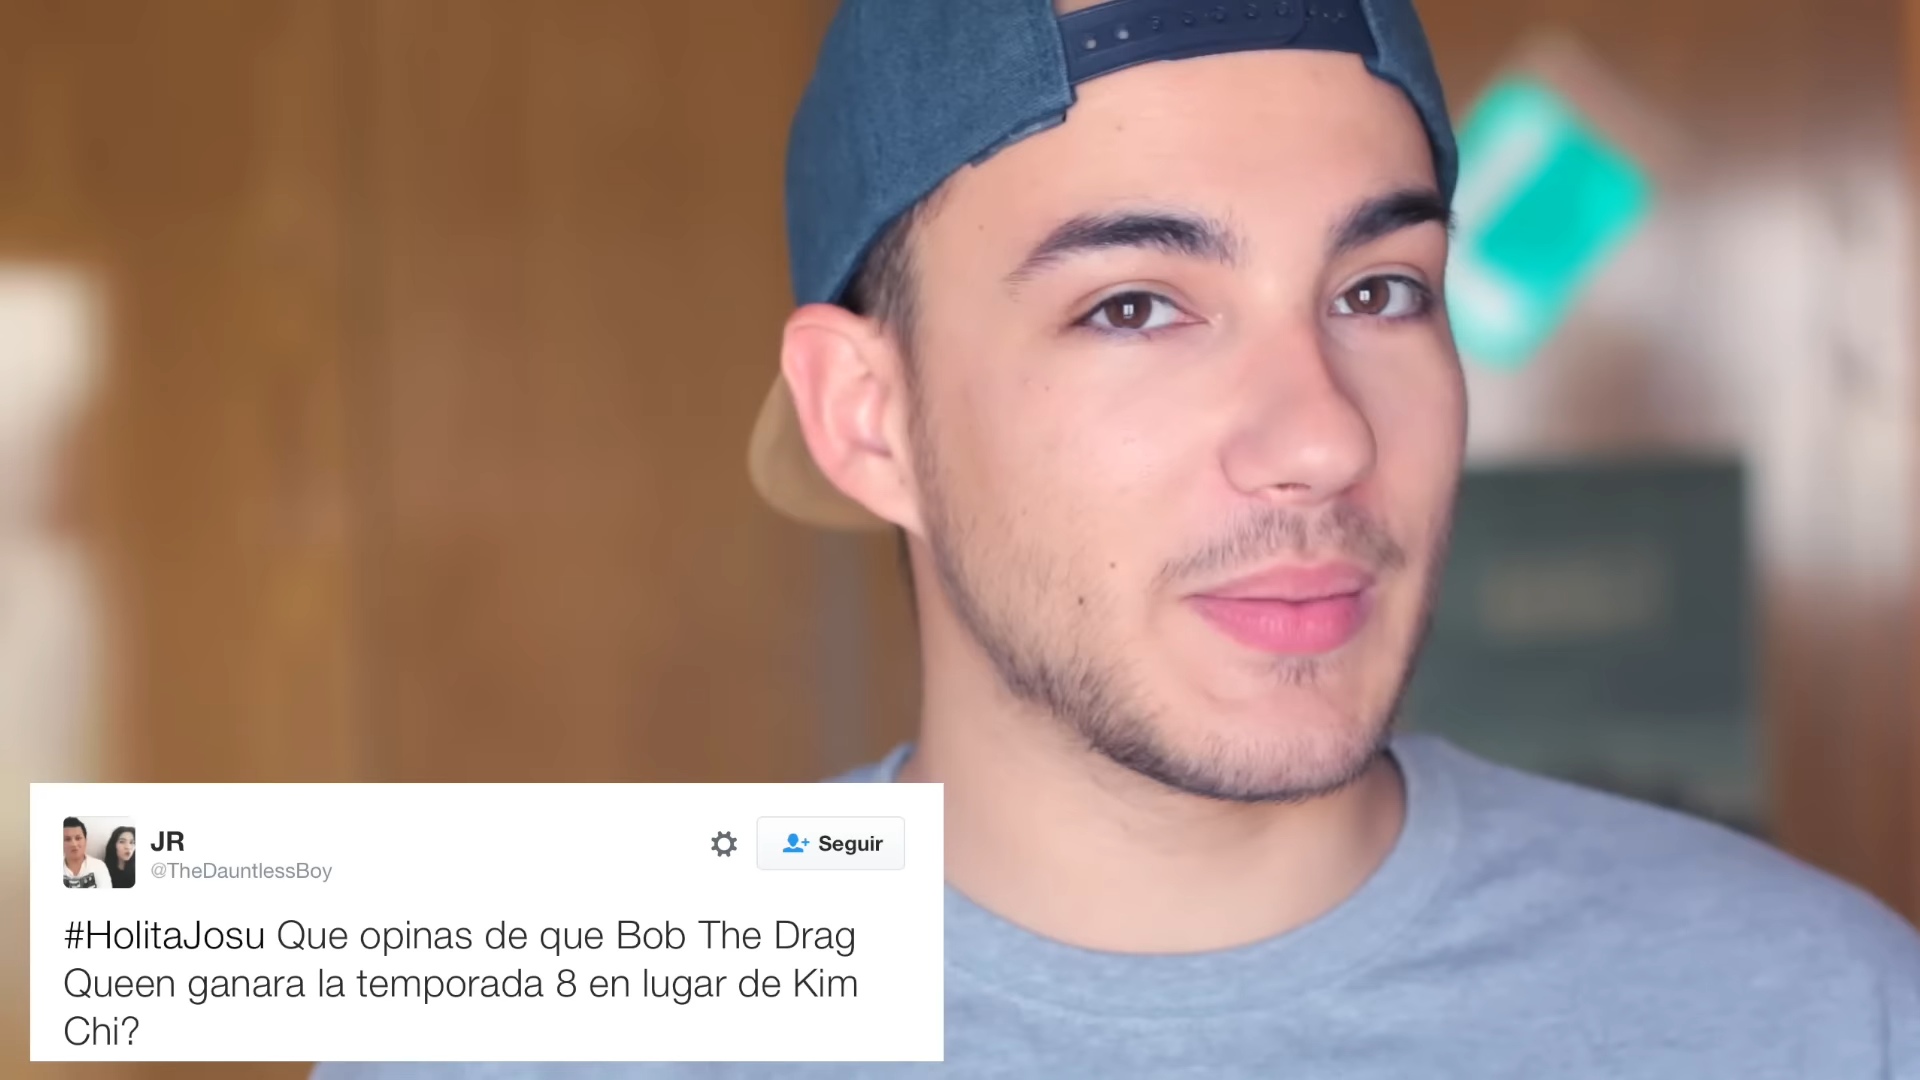 JR
@TheDauntlessBoy
Seguir
#HolitaJosu Que opinas de que Bob The Drag
Queen ganara la temporada 8 en lugar de Kim
Chi?